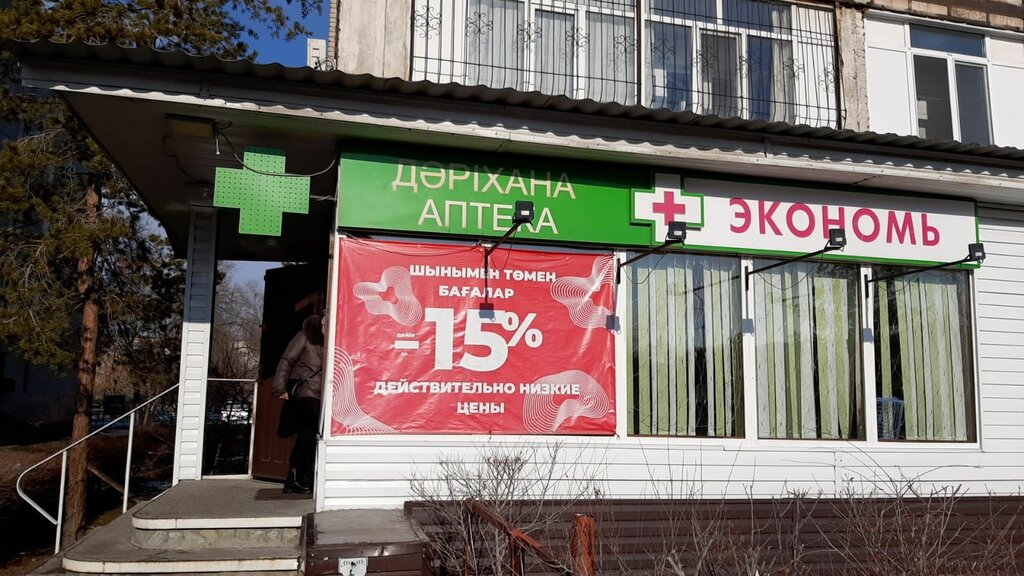 ДӘРІХАНА
АПТЕКА
ЭКОНОМЬ
ШЫНЫМЕН ТӨМЕН
БАҒАЛАР
-15%
ДЕЙСТВИТЕЛЬНО НИЗКИЕ
ЦЕНЫ